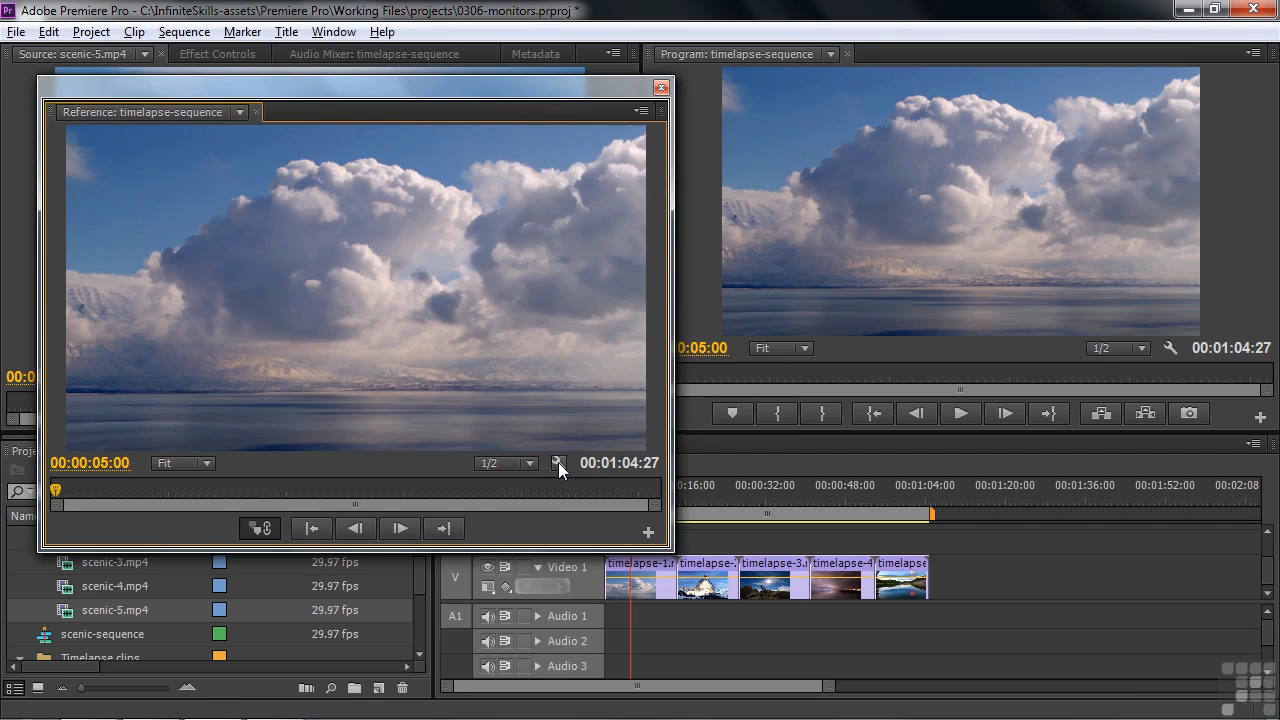 Pr Adobe Premiere Pro - C:\InfiniteSkills-assets\Premiere Pro\Working Files\projects\0306-monitors.prproj *
File Edit Project Clip Sequence Marker Title Window Help
Source: scenic-5.mp4 Effect Controls Audio Mixer: timelapse-sequence Metadata
Program: timelapse-sequence
Reference: timelapse-sequence
0:05:00 Fit 1/2 00:01:04:27
00:0
00:00:05:00 Fit 1/2 00:01:04:27
Proje
Name
scenic-3.mp4 29.97 fps
scenic-4.mp4 29.97 fps
scenic-5.mp4 29.97 fps
scenic-sequence 29.97 fps
Timelapse clips
:16:00 00:00:32:00 00:00:48:00 00:01:04:00 00:01:20:00 00:01:36:00 00:01:52:00 00:02:08
V Video 1
timelapse-1.r timelapse- timelapse-3. timelapse-4 timelapse
A1 Audio 1
Audio 2
Audio 3